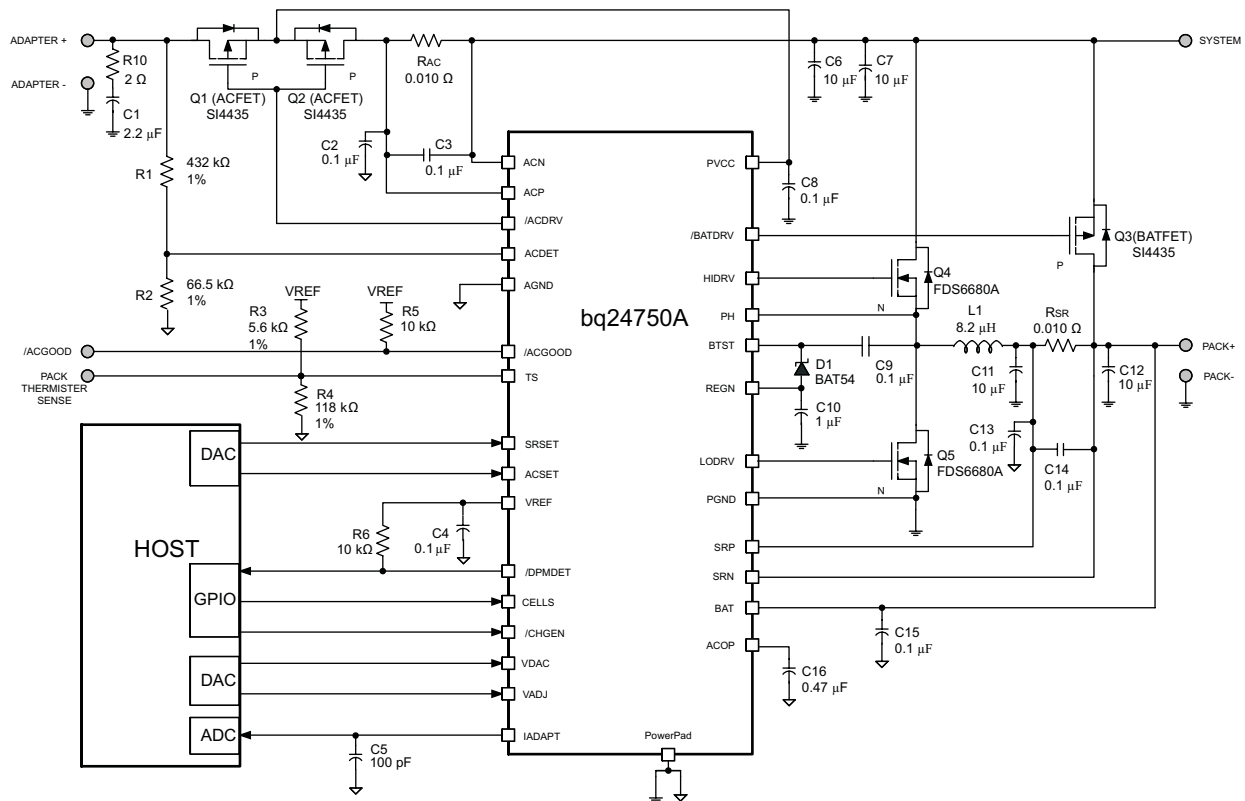 ADAPTER +
ADAPTER -
R10
2 Ω
C1
2.2 µF
P
Q1 (ACFET)
SI4435
P
Q2 (ACFET)
SI4435
RAC
0.010 Ω
C6
10 µF
C7
10 µF
SYSTEM
R1
432 kΩ
1%
R2
66.5 kΩ
1%
C2
0.1 µF
C3
0.1 µF
C8
0.1 µF
VREF
R3
5.6 kΩ
1%
VREF
R5
10 kΩ
R4
118 kΩ
1%
/ACGOOD
PACK
THERMISTER
SENSE
bq24750A
ACN
ACP
/ACDRV
ACDET
AGND
/ACGOOD
TS
SRSET
ACSET
VREF
/DPMDET
CELLS
/CHGEN
VDAC
VADJ
IADAPT
PVCC
/BATDRV
HIDRV
PH
BTST
REGN
LODRV
PGND
SRP
SRN
BAT
ACOP
PowerPad
HOST
DAC
GPIO
DAC
ADC
R6
10 kΩ
C4
0.1 µF
C5
100 pF
P
Q3(BATFET)
SI4435
N
Q4
FDS6680A
L1
8.2 µH
RSR
0.010 Ω
PACK+
PACK-
D1
BAT54
C9
0.1 µF
C10
1 µF
C11
10 µF
C12
10 µF
C13
0.1 µF
C14
0.1 µF
N
Q5
FDS6680A
C15
0.1 µF
C16
0.47 µF